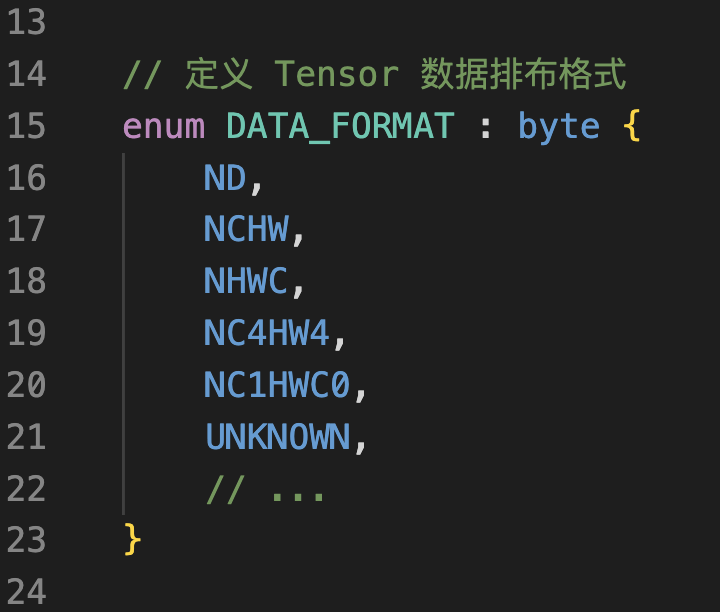 13
14 // 定义 Tensor 数据排布格式
15 enum DATA_FORMAT : byte {
16 ND,
17 NCHW,
18 NHWC,
19 NC4HW4,
20 NC1HWC0,
21 UNKNOWN,
22 // ...
23 }
24